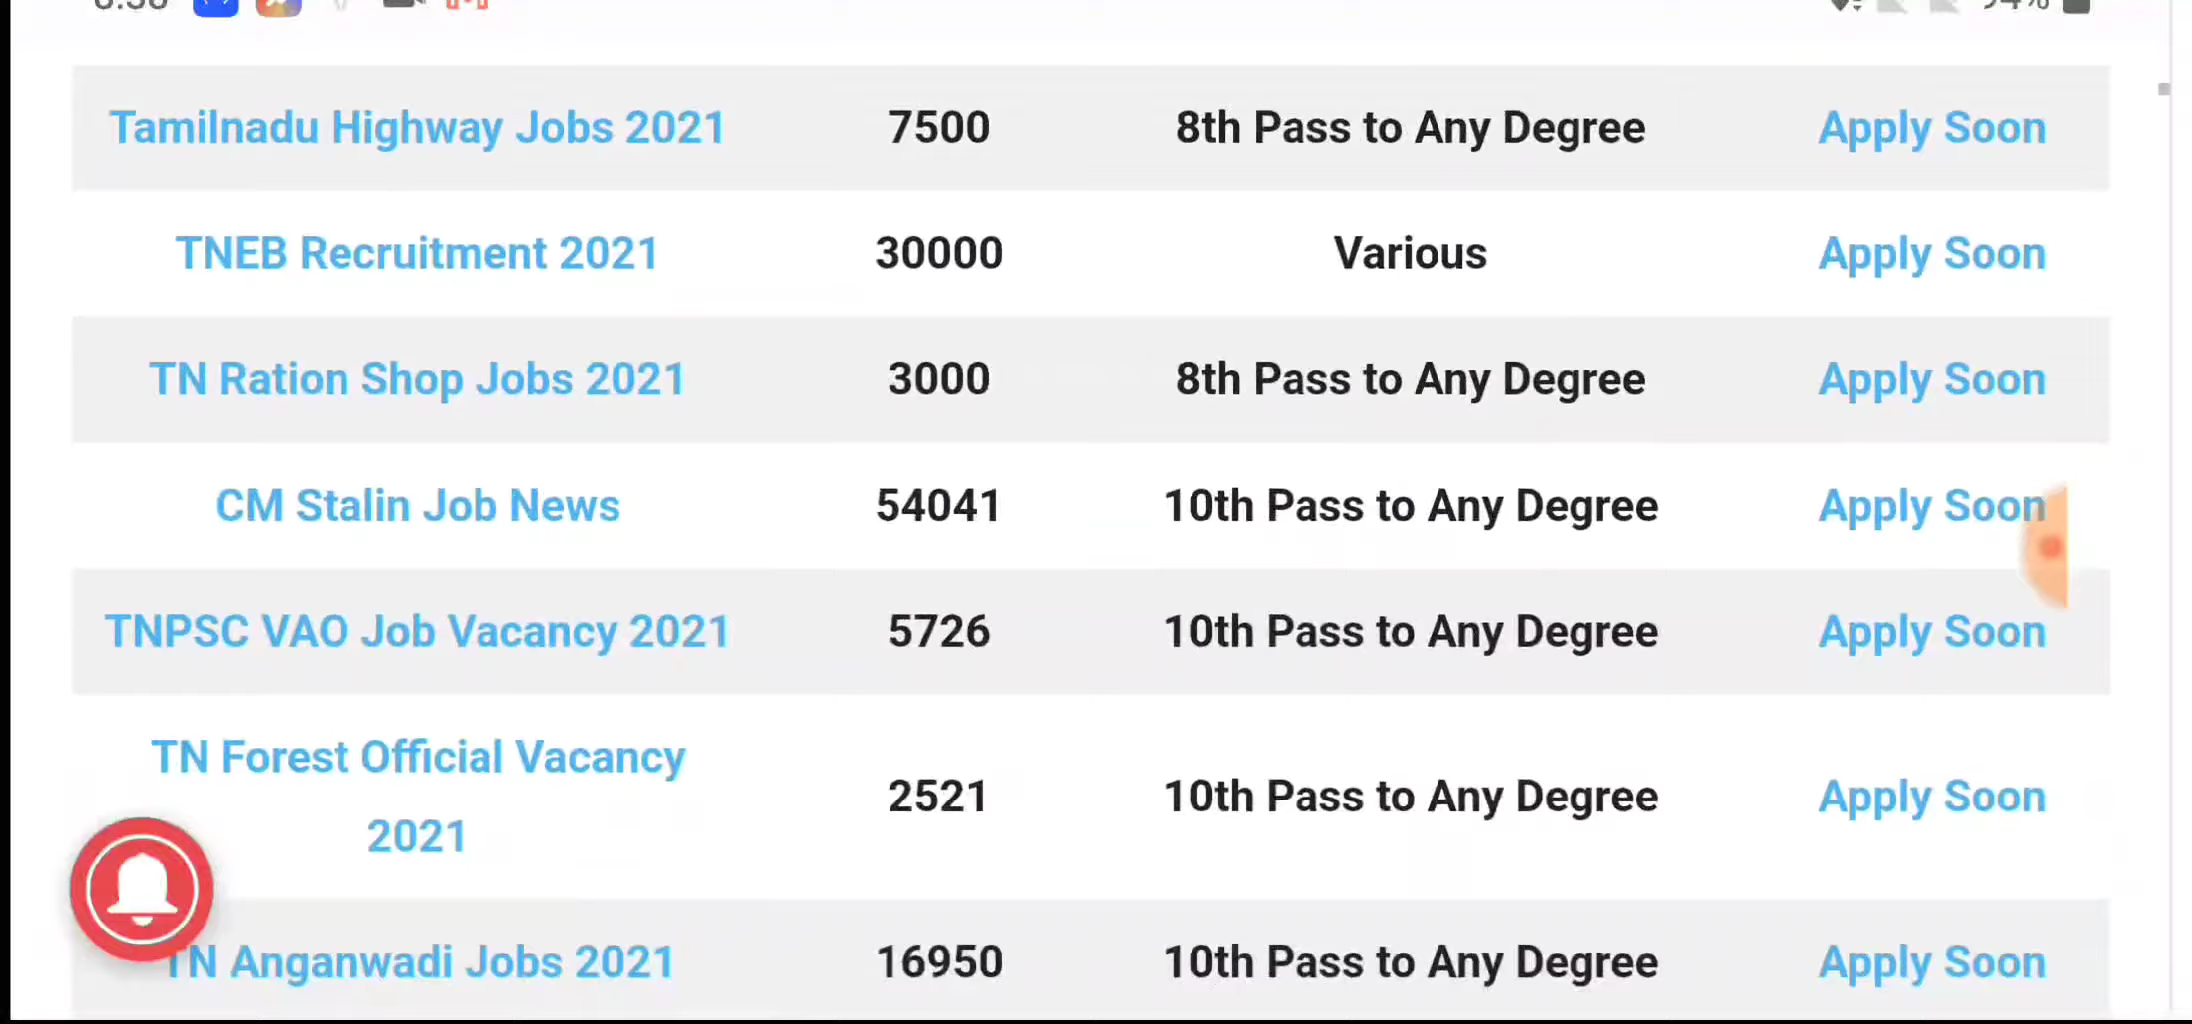 Tamilnadu Highway Jobs 2021 7500 8th Pass to Any Degree Apply Soon
TNEB Recruitment 2021 30000 Various Apply Soon
TN Ration Shop Jobs 2021 3000 8th Pass to Any Degree Apply Soon
CM Stalin Job News 54041 10th Pass to Any Degree Apply Soon
TNPSC VAO Job Vacancy 2021 5726 10th Pass to Any Degree Apply Soon
TN Forest Official Vacancy
2021 2521 10th Pass to Any Degree Apply Soon
TN Anganwadi Jobs 2021 16950 10th Pass to Any Degree Apply Soon